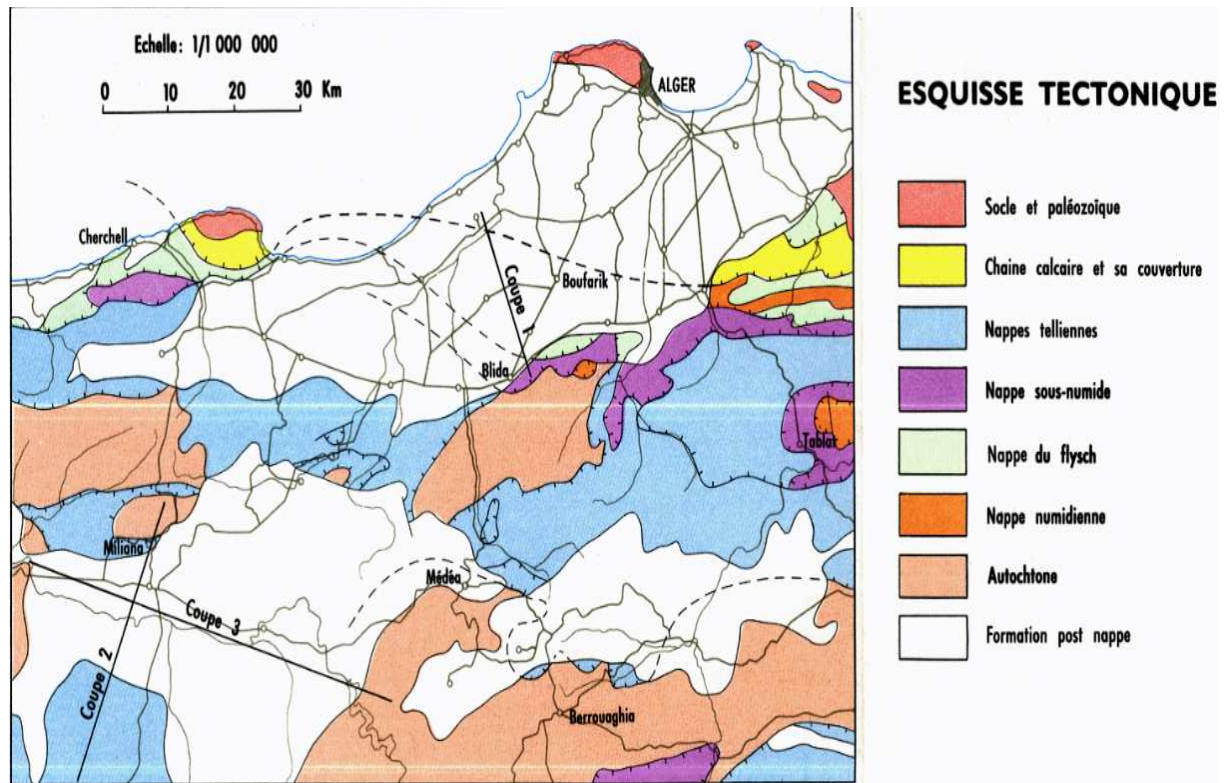 Echelle: 1/1 000 000
0 10 20 30 Km
ALGER
ESQUISSE TECTONIQUE
Socle et paléozoïque
Cherchell
Chaine calcaire et sa couverture
Coupe 1
Boufarik
Nappes telliennes
Blida
Nappe sous-numide
Tablat
Nappe du flysch
Nappe numidienne
Miliana
Médéa
Autochtone
Coupe 3
Formation post nappe
Coupe 2
Berrouaghia